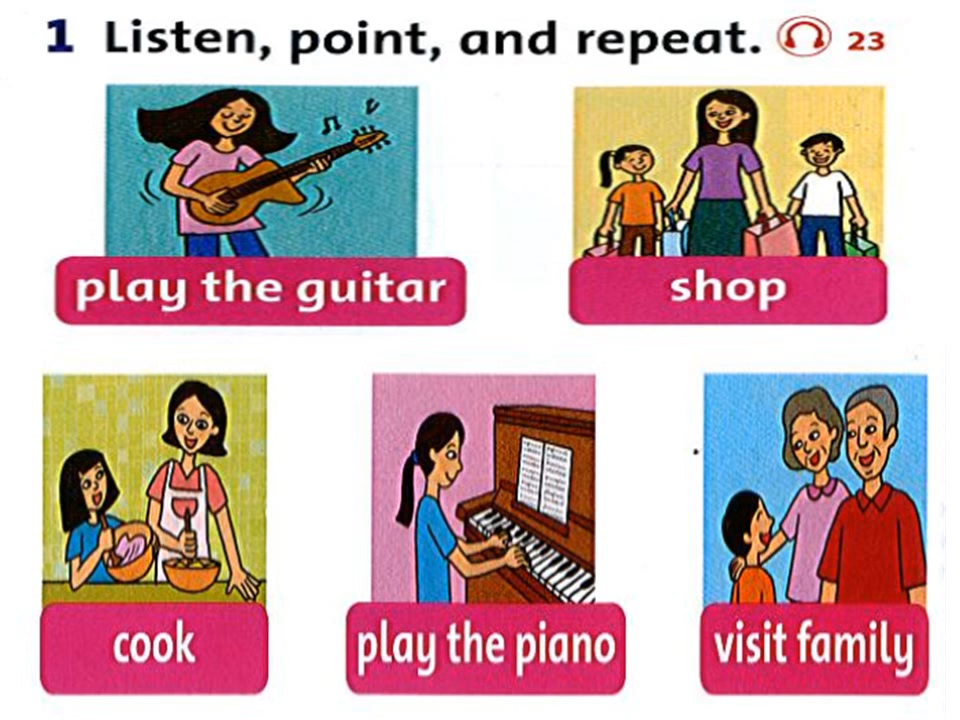 1 Listen, point, and repeat. 23
play the guitar
shop
cook
play the piano
visit family